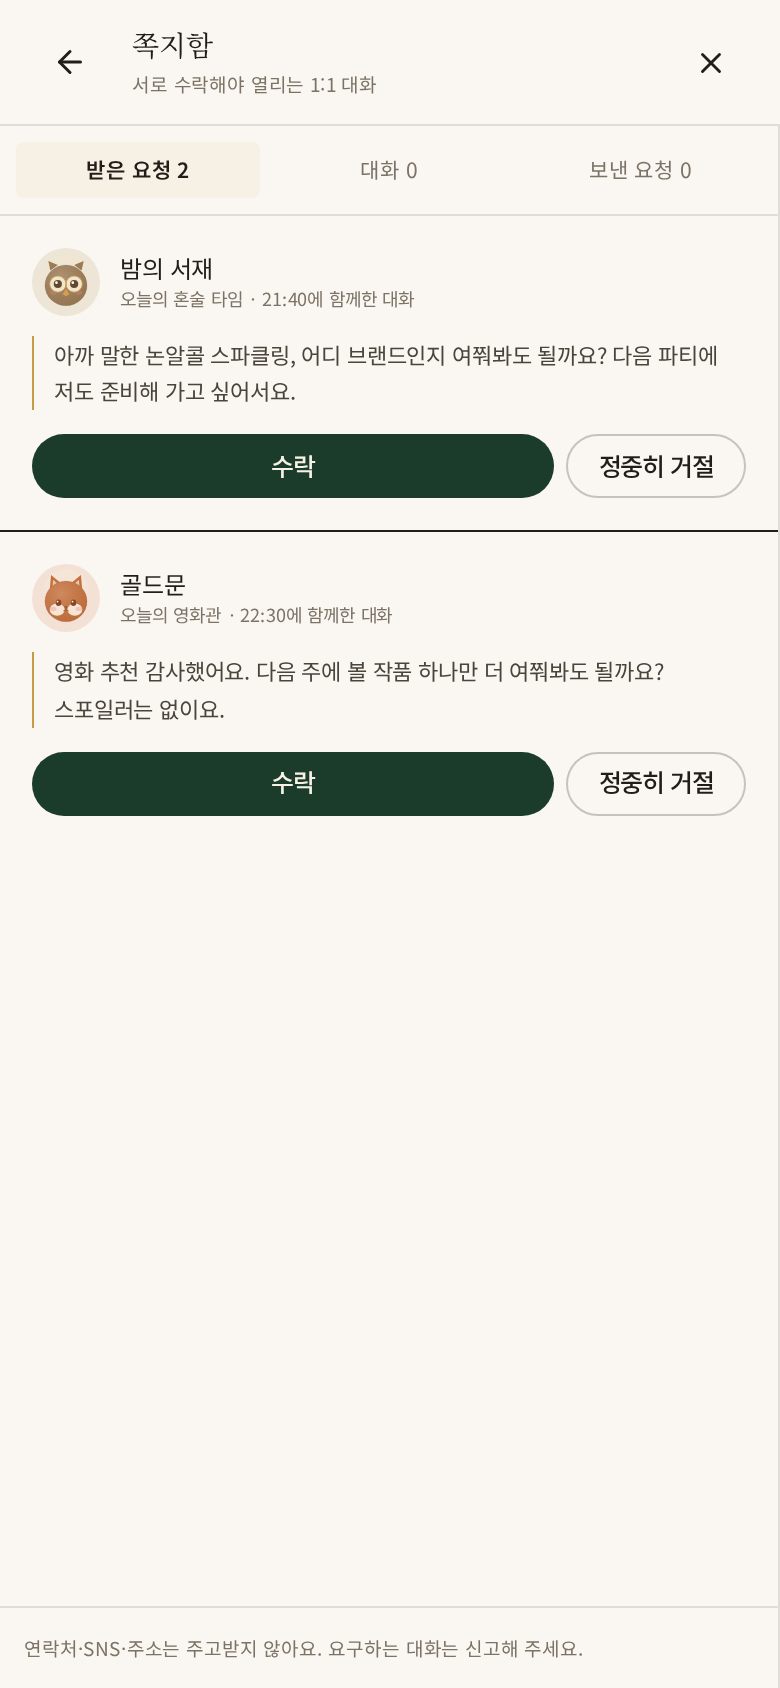 쪽지함
서로 수락해야 열리는 1:1 대화
받은 요청 2
대화 0
보낸 요청 0
밤의 서재
오늘의 혼술 타임 · 21:40에 함께한 대화
아까 말한 논알콜 스파클링, 어디 브랜드인지 여쭤봐도 될까요? 다음 파티에
저도 준비해 가고 싶어서요.
수락
정중히 거절
골드문
오늘의 영화관 · 22:30에 함께한 대화
영화 추천 감사했어요. 다음 주에 볼 작품 하나만 더 여쭤봐도 될까요?
스포일러는 없이요.
수락
정중히 거절
연락처·SNS·주소는 주고받지 않아요. 요구하는 대화는 신고해 주세요.